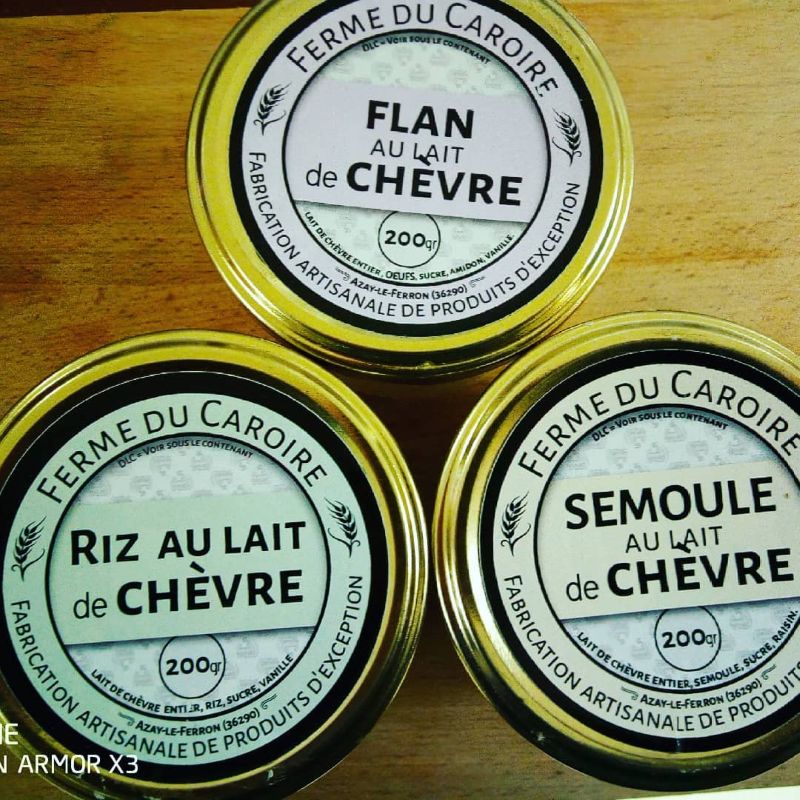 FERME DU CAROIRE
DLC = VOIR SOUS LE CONTENANT
FLAN
AU LAIT
de CHÈVRE
200gr
LAIT DE CHÈVRE ENTIER, OEUFS, SUCRE, AMIDON, VANILLE.
AZAY-LE-FERRON (36290)
FABRICATION ARTISANALE DE PRODUITS D'EXCEPTION
FERME DU CAROIRE
DLC = VOIR SOUS LE CONTENANT
RIZ AU LAIT
de CHÈVRE
200gr
LAIT DE CHÈVRE ENTIER, RIZ, SUCRE, VANILLE
AZAY-LE-FERRON (36290)
FABRICATION ARTISANALE DE PRODUITS D'EXCEPTION
FERME DU CAROIRE
DLC = VOIR SOUS LE CONTENANT
SEMOULE
AU LAIT
de CHÈVRE
200gr
LAIT DE CHÈVRE ENTIER, SEMOULE, SUCRE, RAISIN.
AZAY-LE-FERRON (36290)
FABRICATION ARTISANALE DE PRODUITS
ARMOR X3